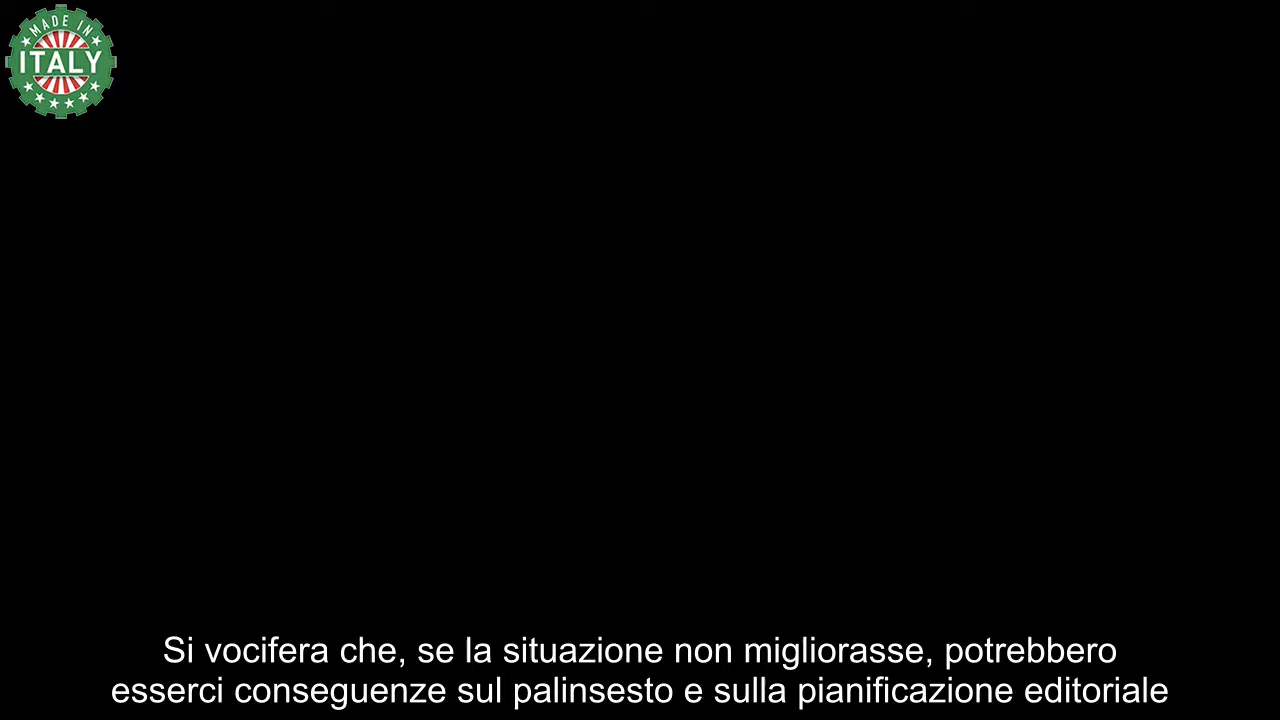 MADE IN
ITALY
Si vocifera che, se la situazione non migliorasse, potrebbero
esserci conseguenze sul palinsesto e sulla pianificazione editoriale